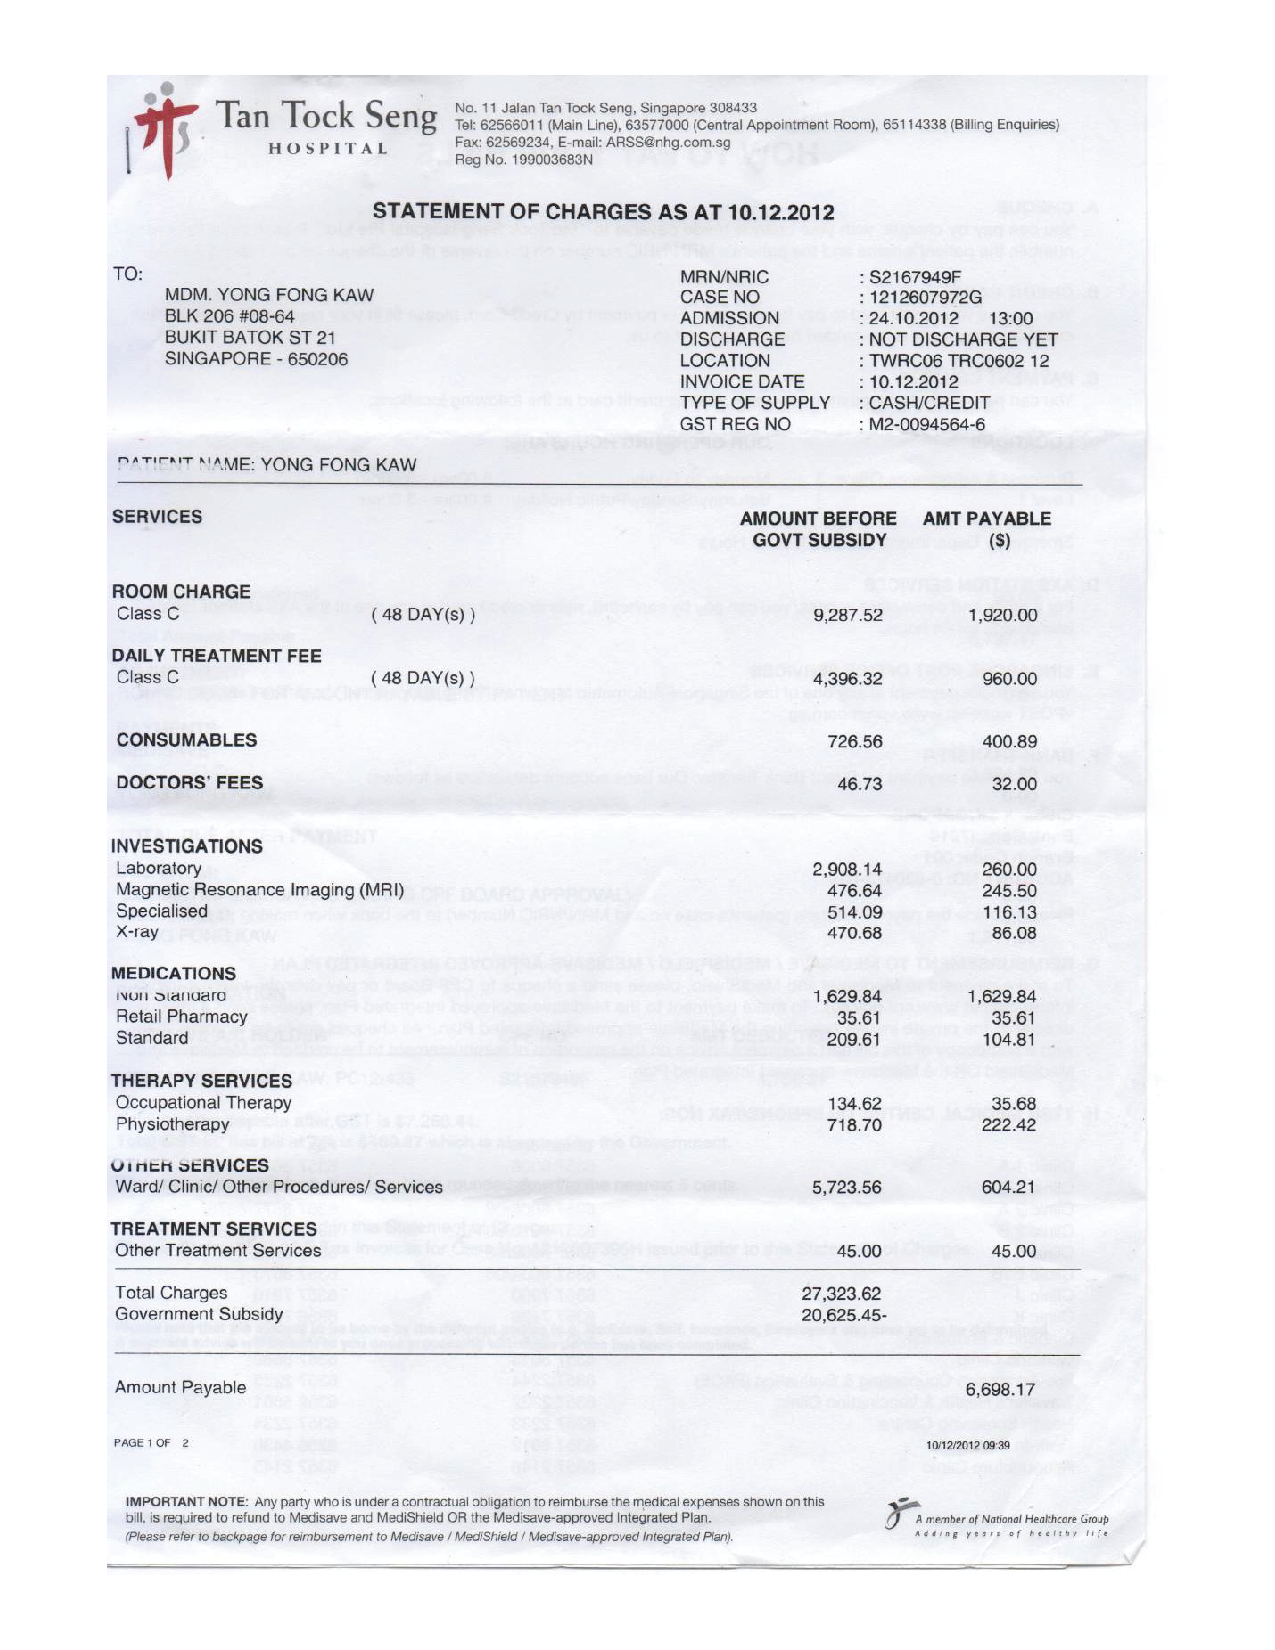 Tan Tock Seng
HOSPITAL
No. 11 Jalan Tan Tock Seng, Singapore 308433
Tel: 62566011 (Main Line), 63577000 (Central Appointment Room), 65114338 (Billing Enquiries)
Fax: 62569234, E-mail: ARSS@nhg.com.sg
Reg No. 199003683N
STATEMENT OF CHARGES AS AT 10.12.2012
TO:
MDM. YONG FONG KAW
BLK 206 #08-64
BUKIT BATOK ST 21
SINGAPORE - 650206
MRN/NRIC : S2167949F
CASE NO : 1212607972G
ADMISSION : 24.10.2012 13:00
DISCHARGE : NOT DISCHARGE YET
LOCATION : TWRC06 TRC0602 12
INVOICE DATE : 10.12.2012
TYPE OF SUPPLY : CASH/CREDIT
GST REG NO : M2-0094564-6
PATIENT NAME: YONG FONG KAW
SERVICES AMOUNT BEFORE AMT PAYABLE
GOVT SUBSIDY ($)
ROOM CHARGE
Class C ( 48 DAY(s) ) 9,287.52 1,920.00
DAILY TREATMENT FEE
Class C ( 48 DAY(s) ) 4,396.32 960.00
CONSUMABLES 726.56 400.89
DOCTORS' FEES 46.73 32.00
INVESTIGATIONS
Laboratory 2,908.14 260.00
Magnetic Resonance Imaging (MRI) 476.64 245.50
Specialised 514.09 116.13
X-ray 470.68 86.08
MEDICATIONS
Non Standard 1,629.84 1,629.84
Retail Pharmacy 35.61 35.61
Standard 209.61 104.81
THERAPY SERVICES
Occupational Therapy 134.62 35.68
Physiotherapy 718.70 222.42
OTHER SERVICES
Ward/ Clinic/ Other Procedures/ Services 5,723.56 604.21
TREATMENT SERVICES
Other Treatment Services 45.00 45.00
Total Charges 27,323.62
Government Subsidy 20,625.45-
Amount Payable 6,698.17
PAGE 1 OF 2 10/12/2012 09:39
IMPORTANT NOTE: Any party who is under a contractual obligation to reimburse the medical expenses shown on this
bill, is required to refund to Medisave and MediShield OR the Medisave-approved Integrated Plan.
(Please refer to backpage for reimbursement to Medisave / MediShield / Medisave-approved Integrated Plan).
A member of National Healthcare Group
Adding years of healthy life